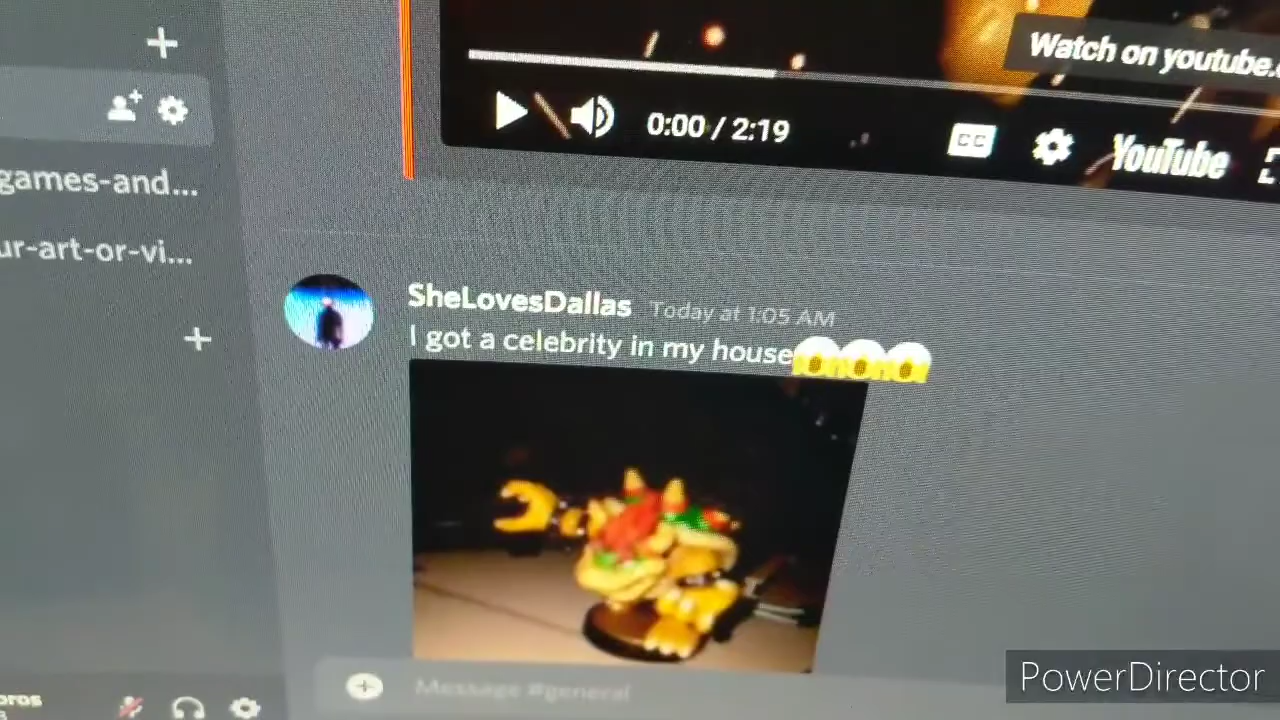 Watch on youtube.
0:00 / 2:19
CC
YouTube
games-and...
ur-art-or-vi...
SheLovesDallas Today at 1:05 AM
I got a celebrity in my house😱😱😱
Message #general
oros
PowerDirector